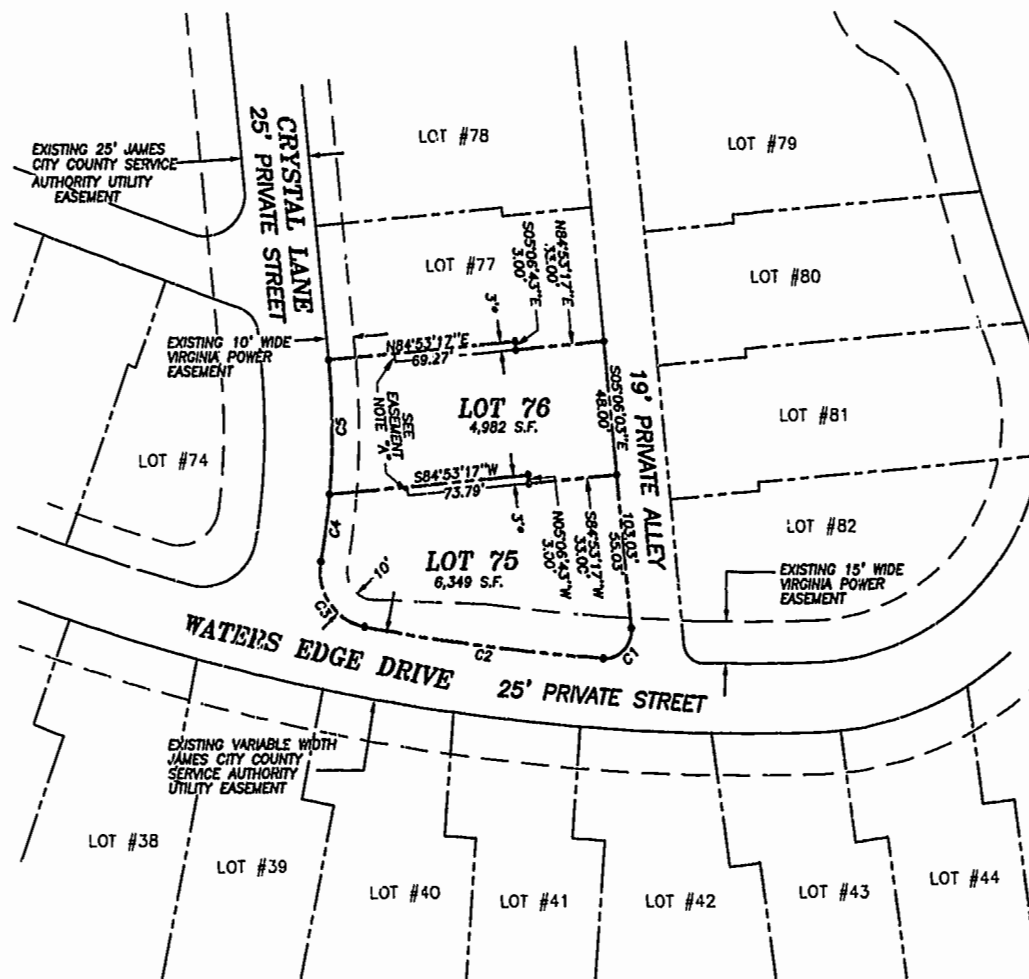 EXISTING 25' JAMES
CITY COUNTY SERVICE
AUTHORITY UTILITY
EASEMENT
CRYSTAL LANE
25' PRIVATE STREET
LOT #78
LOT #79
LOT #77
S05°06'43"E
3.00'
N84°53'17"E
33.00'
LOT #80
EXISTING 10' WIDE
VIRGINIA POWER
EASEMENT
N84°53'17"E
69.27'
3'
C5
SEE
EASEMENT
NOTE "A"
LOT 76
4,982 S.F.
S05°06'03"E
48.00'
19' PRIVATE ALLEY
LOT #81
LOT #74
S84°53'17"W
73.79'
3'
C4
LOT 75
6,349 S.F.
N05°06'43"W
3.00'
S84°53'17"W
33.00'
103.03'
55.03'
LOT #82
EXISTING 15' WIDE
VIRGINIA POWER
EASEMENT
10'
C3
C2
C1
WATERS EDGE DRIVE
25' PRIVATE STREET
EXISTING VARIABLE WIDTH
JAMES CITY COUNTY
SERVICE AUTHORITY
UTILITY EASEMENT
LOT #38
LOT #39
LOT #40
LOT #41
LOT #42
LOT #43
LOT #44